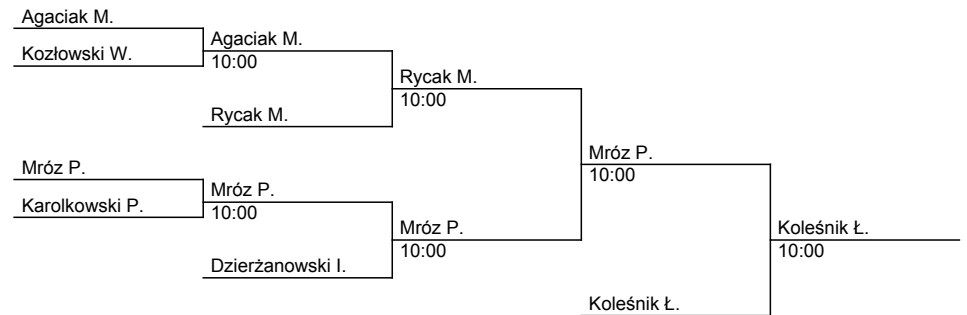 Agaciak M.
Kozłowski W.
Agaciak M.
10:00
Rycak M.
Rycak M.
10:00
Mróz P.
Karolkowski P.
Mróz P.
10:00
Dzierżanowski I.
Mróz P.
10:00
Mróz P.
10:00
Koleśnik Ł.
Koleśnik Ł.
10:00